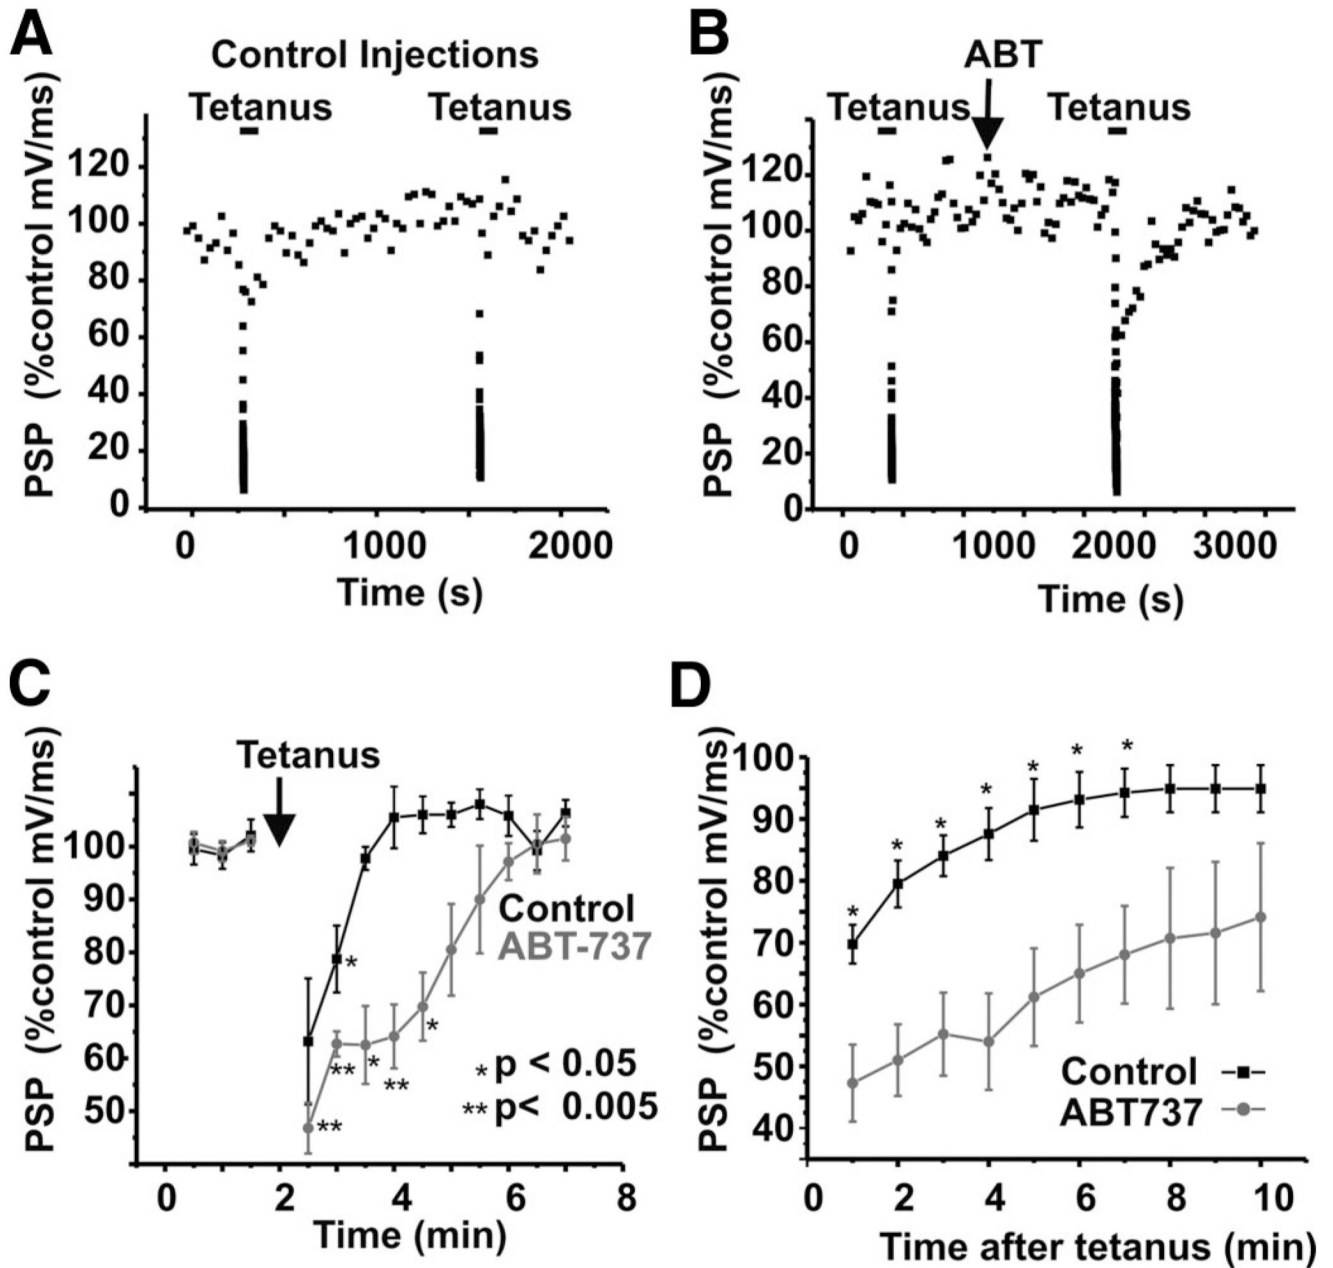 A
Control Injections
Tetanus Tetanus
PSP (%control mV/ms)
120
100
80
60
40
20
0
0 1000 2000
Time (s)
B
ABT
Tetanus Tetanus
PSP (%control mV/ms)
120
100
80
60
40
20
0
0 1000 2000 3000
Time (s)
C
Tetanus
PSP (%control mV/ms)
100
90
80
70
60
50
Control
ABT-737
*
**
**
*
**
*
* p < 0.05
** p< 0.005
0 2 4 6 8
Time (min)
D
PSP (%control mV/ms)
100
90
80
70
60
50
40
* * * * * * *
Control
ABT737
0 2 4 6 8 10
Time after tetanus (min)